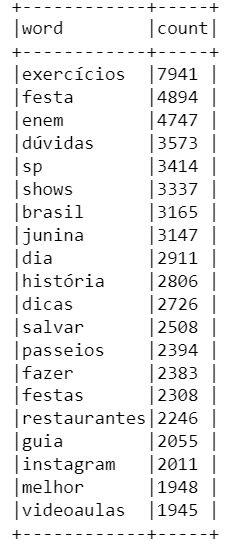 +------------+-----+
|word        |count|
+------------+-----+
|exercícios  |7941 |
|festa       |4894 |
|enem        |4747 |
|dúvidas     |3573 |
|sp          |3414 |
|shows       |3337 |
|brasil      |3165 |
|junina      |3147 |
|dia         |2911 |
|história    |2806 |
|dicas       |2726 |
|salvar      |2508 |
|passeios    |2394 |
|fazer       |2383 |
|festas      |2308 |
|restaurantes|2246 |
|guia        |2055 |
|instagram   |2011 |
|melhor      |1948 |
|videoaulas  |1945 |
+------------+-----+